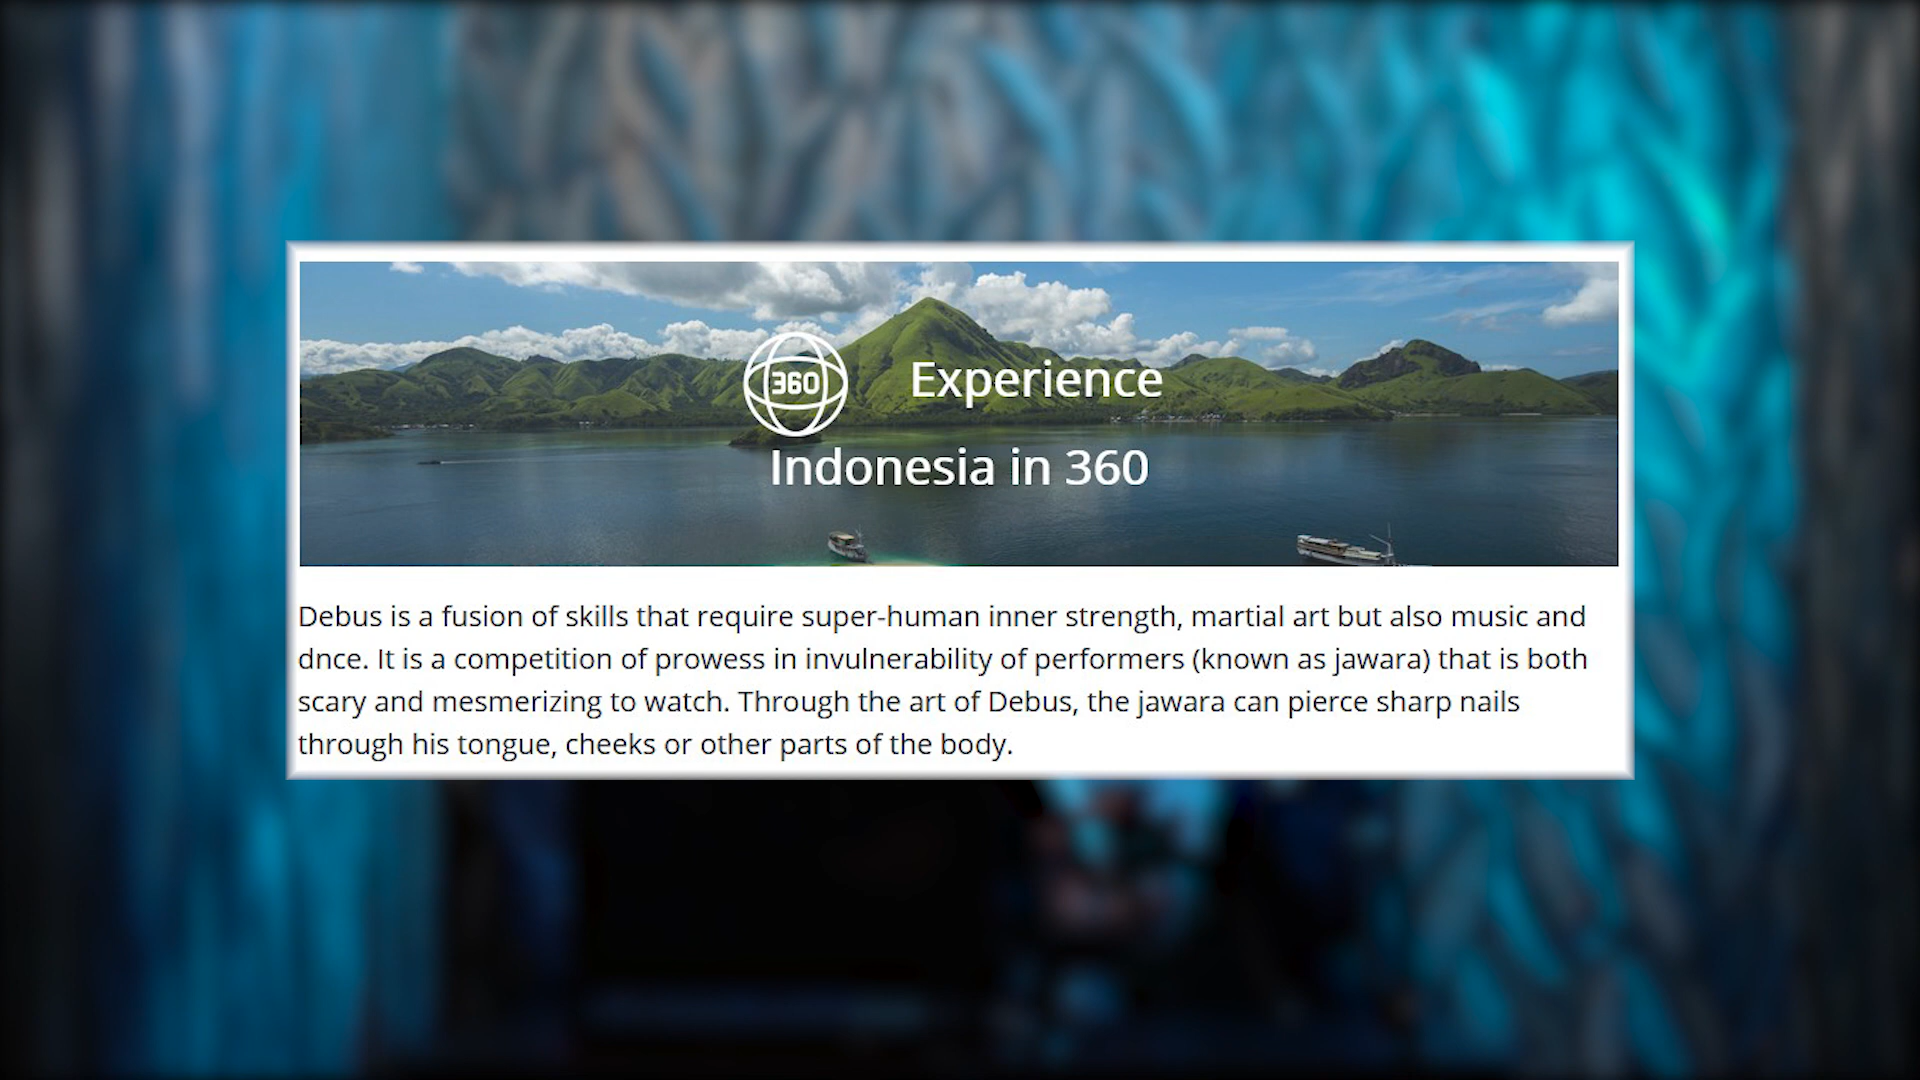 360 Experience
Indonesia in 360
Debus is a fusion of skills that require super-human inner strength, martial art but also music and
dnce. It is a competition of prowess in invulnerability of performers (known as jawara) that is both
scary and mesmerizing to watch. Through the art of Debus, the jawara can pierce sharp nails
through his tongue, cheeks or other parts of the body.